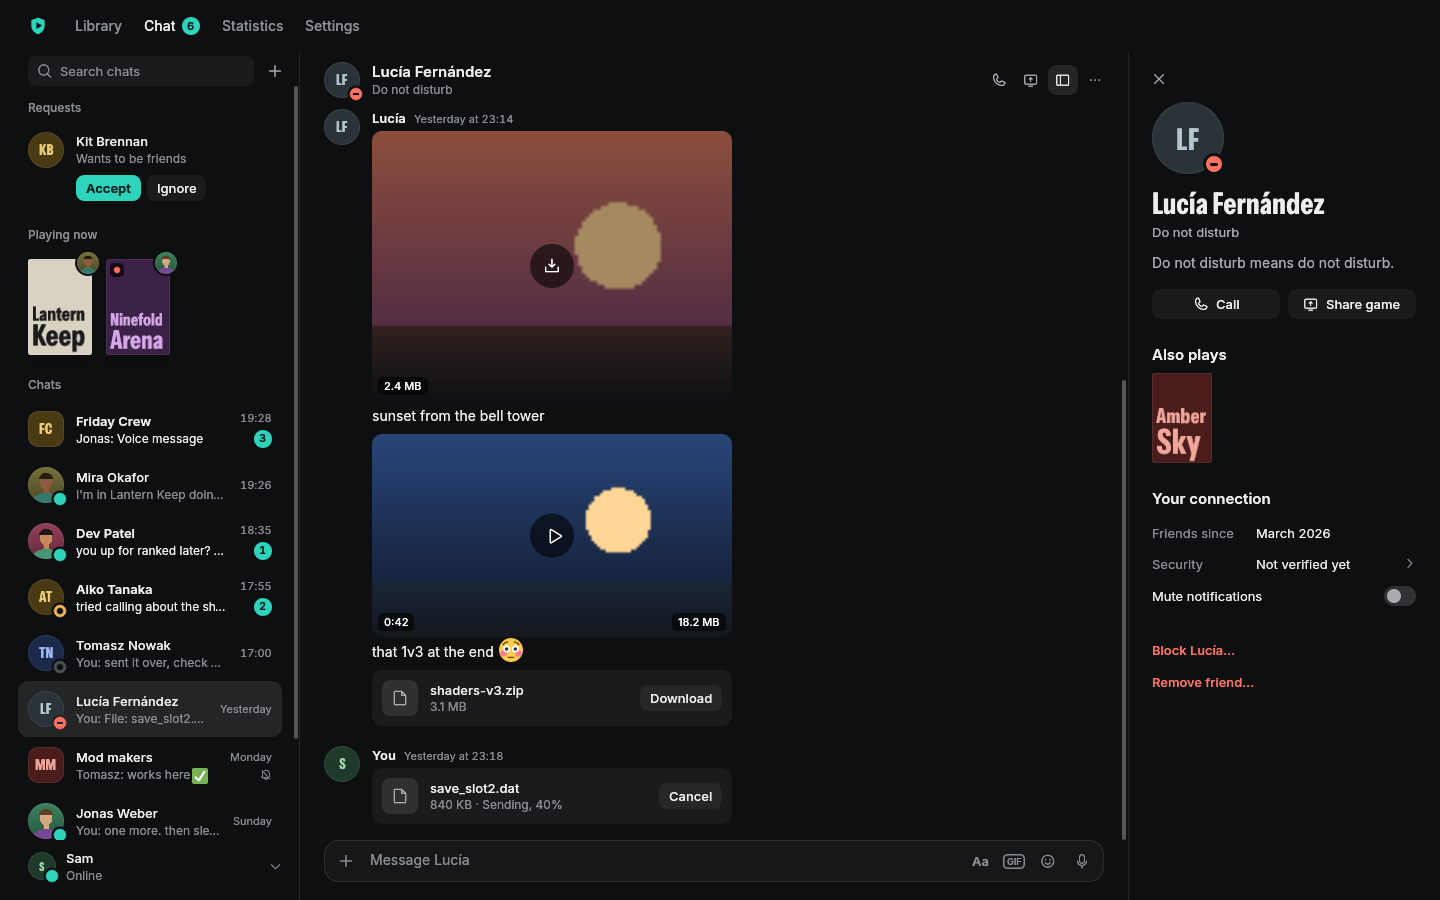 Library
Chat
6
Statistics
Settings
Search chats
Requests
KB
Kit Brennan
Wants to be friends
Accept
Ignore
Playing now
Lantern
Keep
Ninefold
Arena
Chats
FC
Friday Crew
19:28
Jonas: Voice message
3
Mira Okafor
I'm in Lantern Keep doin...
19:26
Dev Patel
18:35
you up for ranked later? ...
1
AT
Aiko Tanaka
17:55
tried calling about the sh...
2
TN
Tomasz Nowak
You: sent it over, check ...
17:00
LF
Lucía Fernández
You: File: save_slot2....
Yesterday
MM
Mod makers
Monday
Tomasz: works here ✅
Jonas Weber
You: one more. then sle...
Sunday
S
Sam
Online
LF
Lucía Fernández
Do not disturb
LF
Lucía Yesterday at 23:14
2.4 MB
sunset from the bell tower
0:42
18.2 MB
that 1v3 at the end 😳
shaders-v3.zip
3.1 MB
Download
S
You Yesterday at 23:18
save_slot2.dat
840 KB · Sending, 40%
Cancel
Message Lucía
Aa
GIF
LF
Lucía Fernández
Do not disturb
Do not disturb means do not disturb.
Call
Share game
Also plays
Amber
Sky
Your connection
Friends since March 2026
Security Not verified yet
Mute notifications
Block Lucía...
Remove friend...